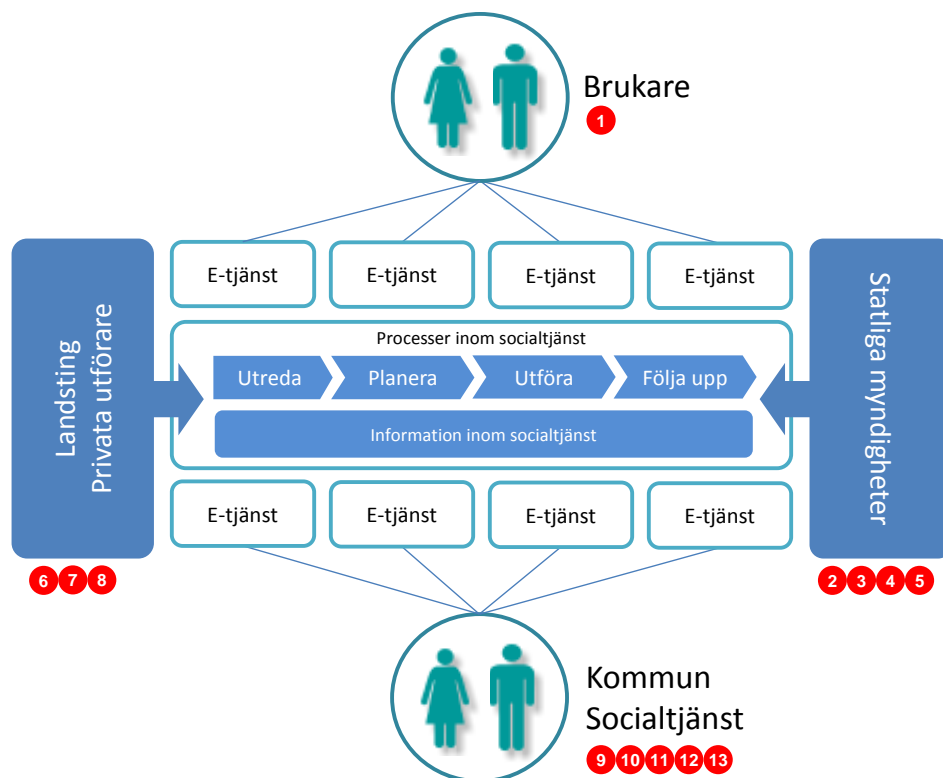 Brukare
1
E-tjänst
E-tjänst
E-tjänst
E-tjänst
Landsting
Privata utförare
6 7 8
Processer inom socialtjänst
Utreda
Planera
Utföra
Följa upp
Information inom socialtjänst
Statliga myndigheter
2 3 4 5
E-tjänst
E-tjänst
E-tjänst
E-tjänst
Kommun
Socialtjänst
9 10 11 12 13